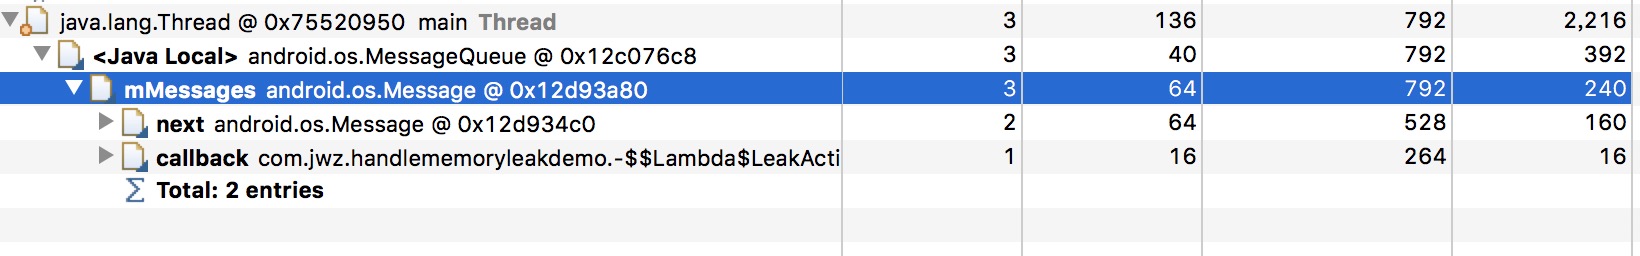 java.lang.Thread @ 0x75520950 main Thread 3 136 792 2,216
<Java Local> android.os.MessageQueue @ 0x12c076c8 3 40 792 392
mMessages android.os.Message @ 0x12d93a80 3 64 792 240
next android.os.Message @ 0x12d934c0 2 64 528 160
callback com.jwz.handlememoryleakdemo.-$$Lambda$LeakActi 1 16 264 16
∑ Total: 2 entries